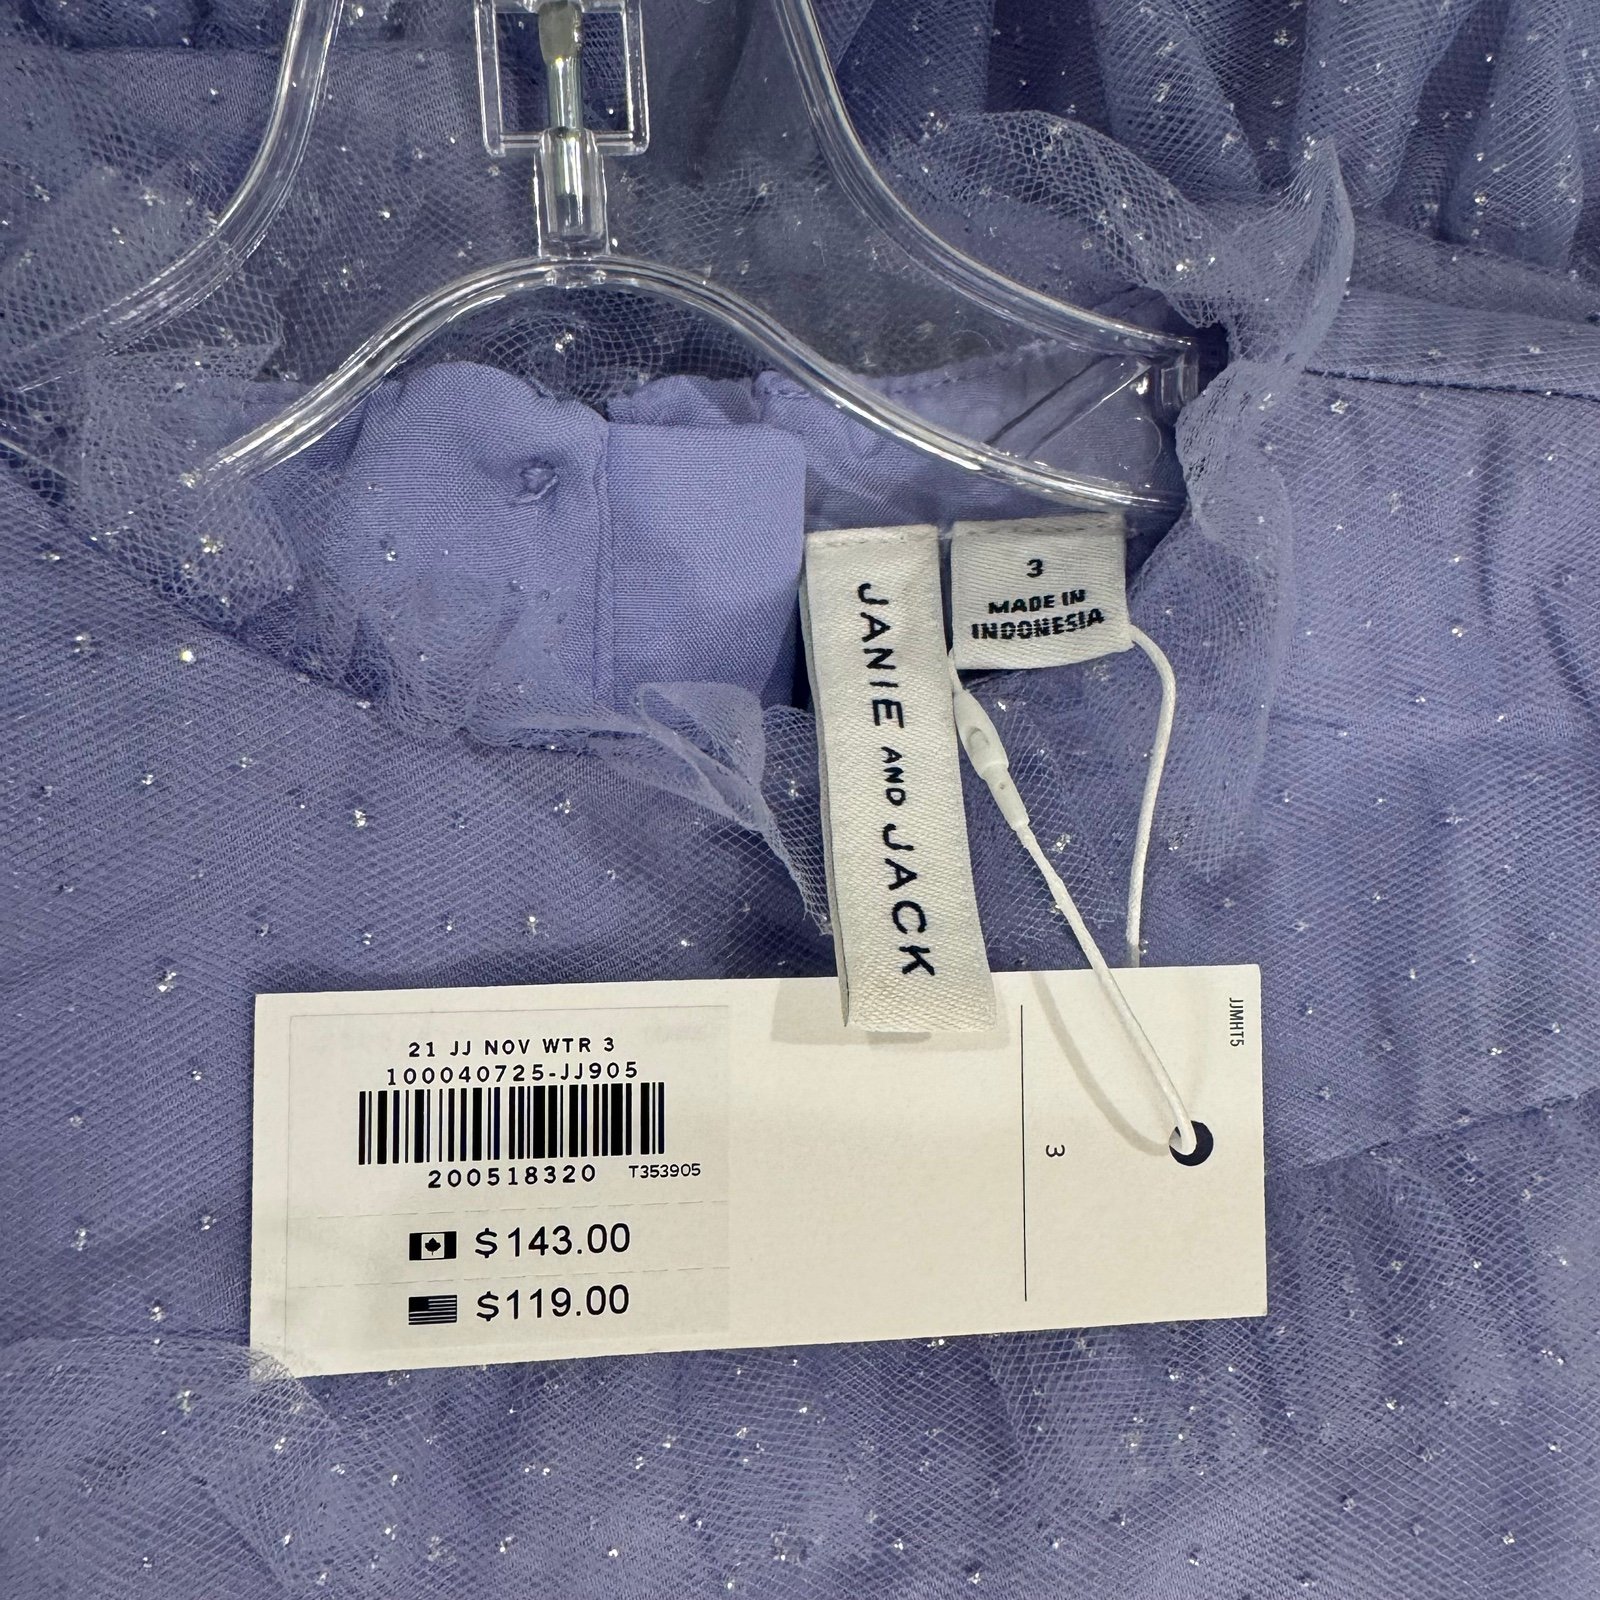 3
MADE IN
INDONESIA
JANIE AND JACK
JJMHT5
21 JJ NOV WTR 3
100040725-JJ905
200518320 T353905
$143.00
$119.00
3